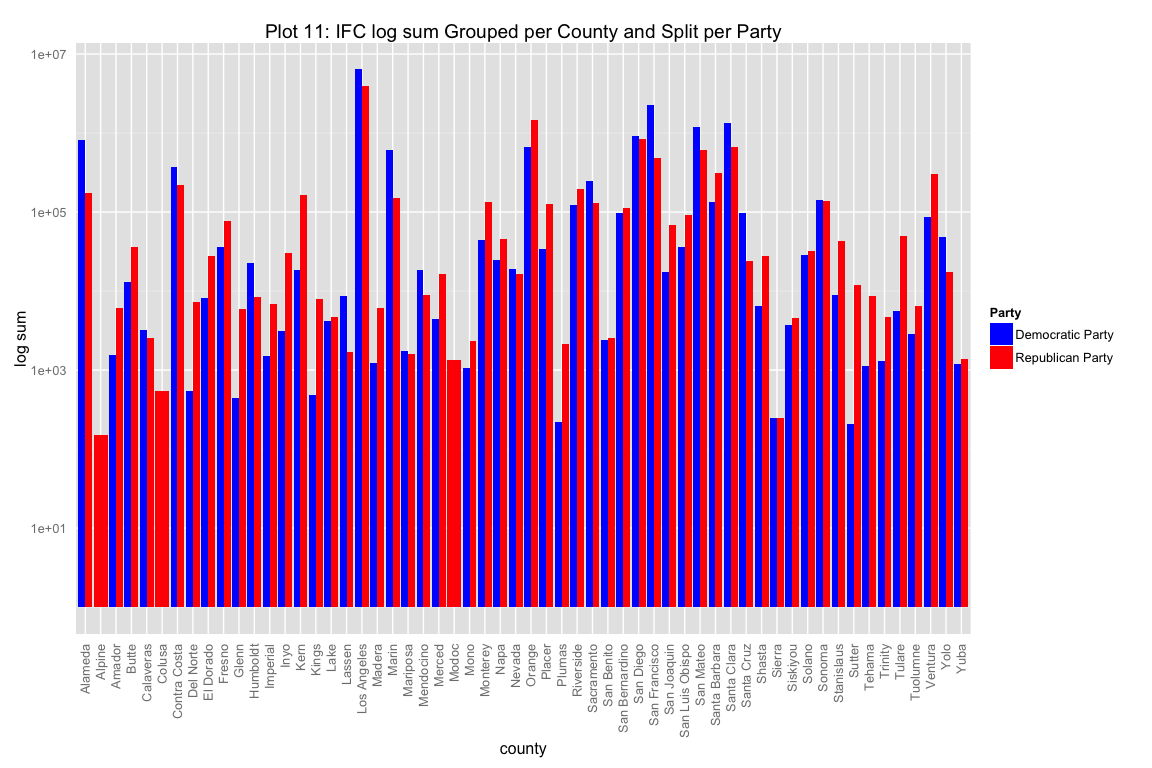 Plot 11: IFC log sum Grouped per County and Split per Party
1e+07
1e+05
1e+03
1e+01
log sum
Alameda
Alpine
Amador
Butte
Calaveras
Colusa
Contra Costa
Del Norte
El Dorado
Fresno
Glenn
Humboldt
Imperial
Inyo
Kern
Kings
Lake
Lassen
Los Angeles
Madera
Marin
Mariposa
Mendocino
Merced
Modoc
Mono
Monterey
Napa
Nevada
Orange
Placer
Plumas
Riverside
Sacramento
San Benito
San Bernardino
San Diego
San Francisco
San Joaquin
San Luis Obispo
San Mateo
Santa Barbara
Santa Clara
Santa Cruz
Shasta
Sierra
Siskiyou
Solano
Sonoma
Stanislaus
Sutter
Tehama
Trinity
Tulare
Tuolumne
Ventura
Yolo
Yuba
county
Party
Democratic Party
Republican Party